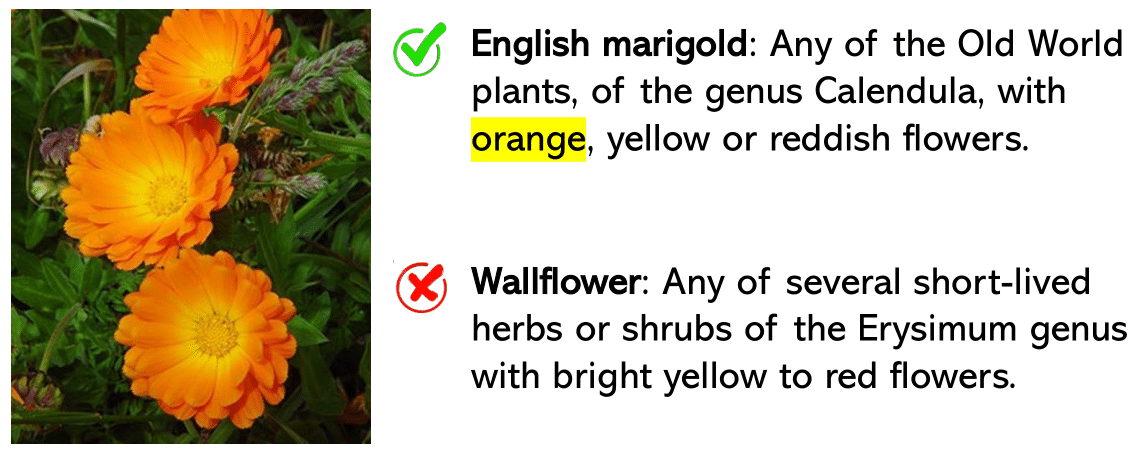 English marigold: Any of the Old World
plants, of the genus Calendula, with
orange, yellow or reddish flowers.
Wallflower: Any of several short-lived
herbs or shrubs of the Erysimum genus
with bright yellow to red flowers.